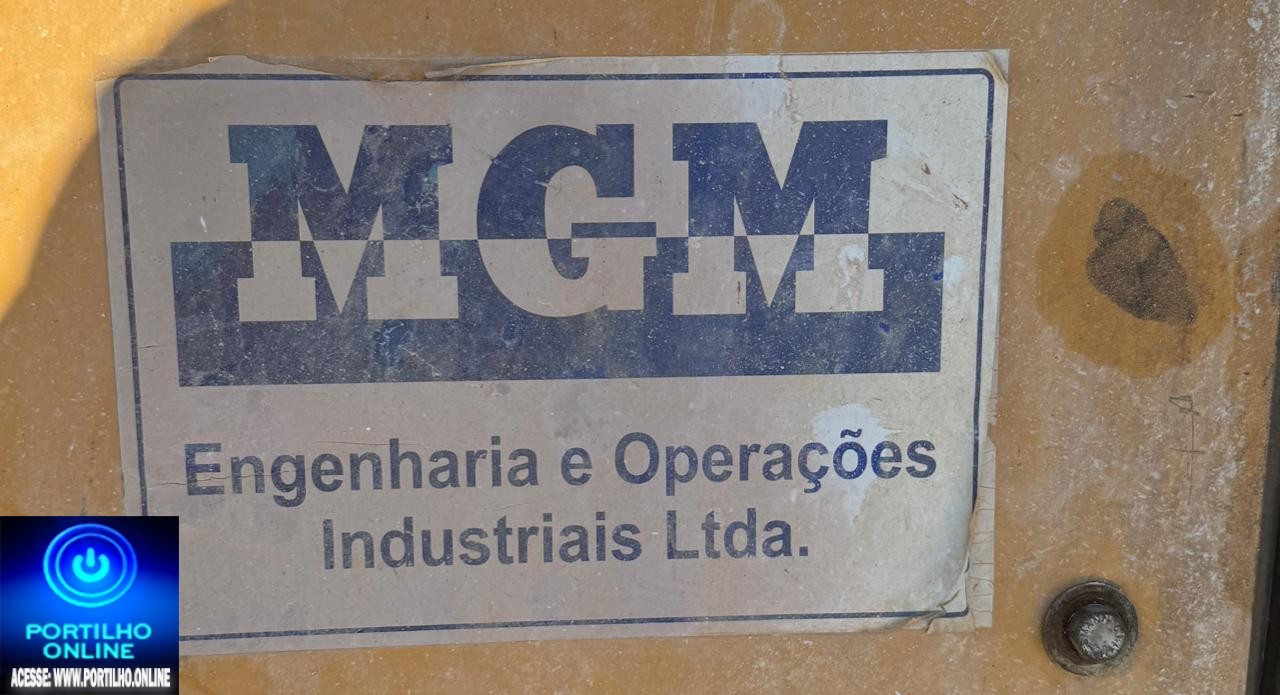 MGM
Engenharia e Operações
Industriais Ltda.
PORTILHO
ONLINE
ACESSE: WWW.PORTILHO.ONLINE